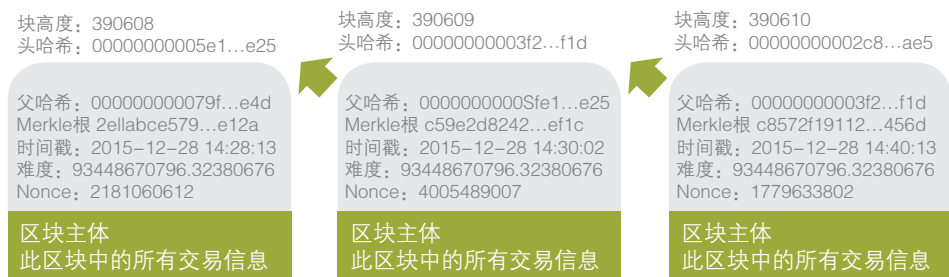 块高度：390608
头哈希：00000000005e1...e25
父哈希：000000000079f...e4d
Merkle根 2ellabce579...e12a
时间戳：2015-12-28 14:28:13
难度：93448670796.32380676
Nonce：2181060612
区块主体
此区块中的所有交易信息
块高度：390609
头哈希：00000000003f2...f1d
父哈希：0000000000Sfe1...e25
Merkle根 c59e2d8242...ef1c
时间戳：2015-12-28 14:30:02
难度：93448670796.32380676
Nonce：4005489007
区块主体
此区块中的所有交易信息
块高度：390610
头哈希：00000000002c8...ae5
父哈希：00000000003f2...f1d
Merkle根 c8572f19112...456d
时间戳：2015-12-28 14:40:13
难度：93448670796.32380676
Nonce：1779633802
区块主体
此区块中的所有交易信息